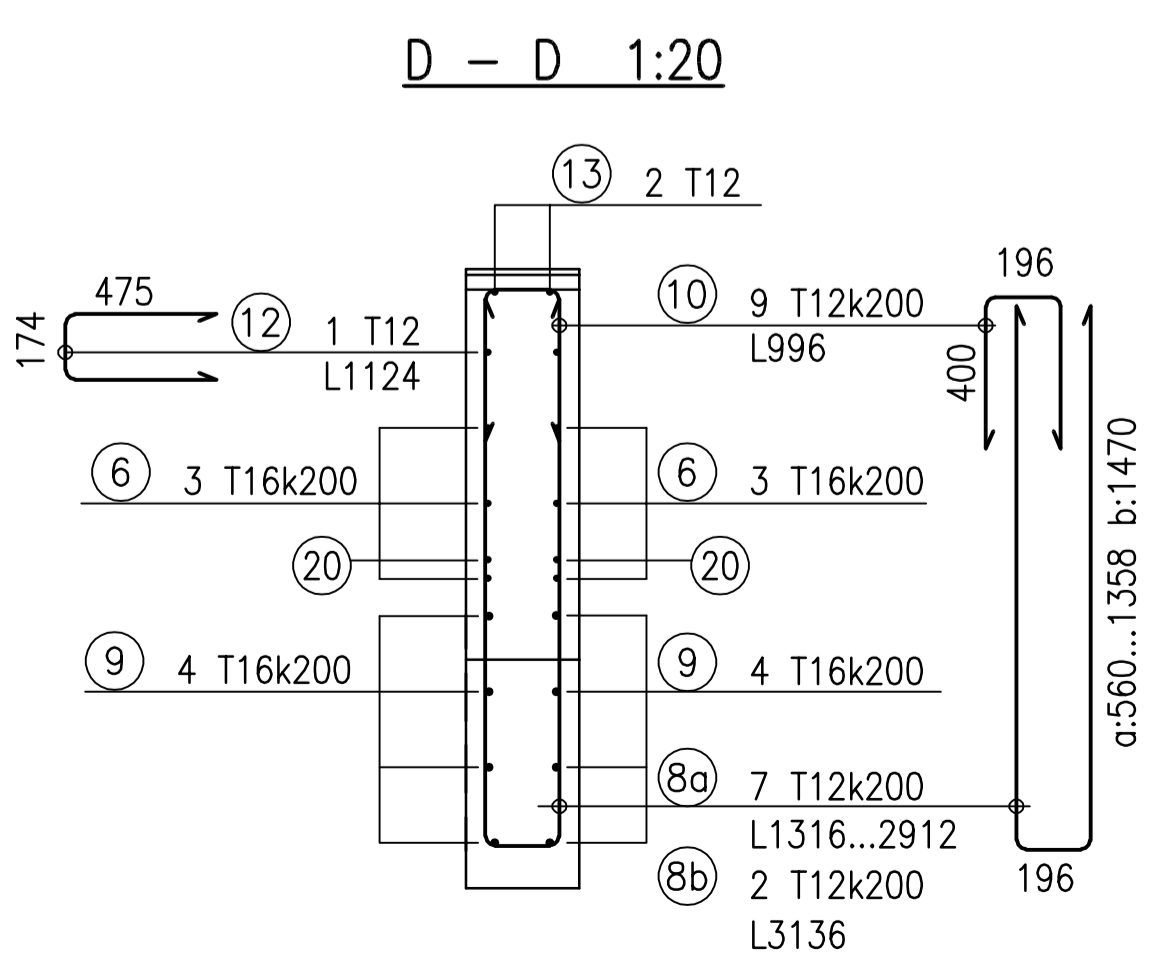 D - D 1:20
13 2 T12
196
475
12 1 T12
L1124
174
10 9 T12k200
L996
400
6 3 T16k200
6 3 T16k200
20
20
a:560...1358 b:1470
9 4 T16k200
9 4 T16k200
8a 7 T12k200
L1316...2912
196
8b 2 T12k200
L3136